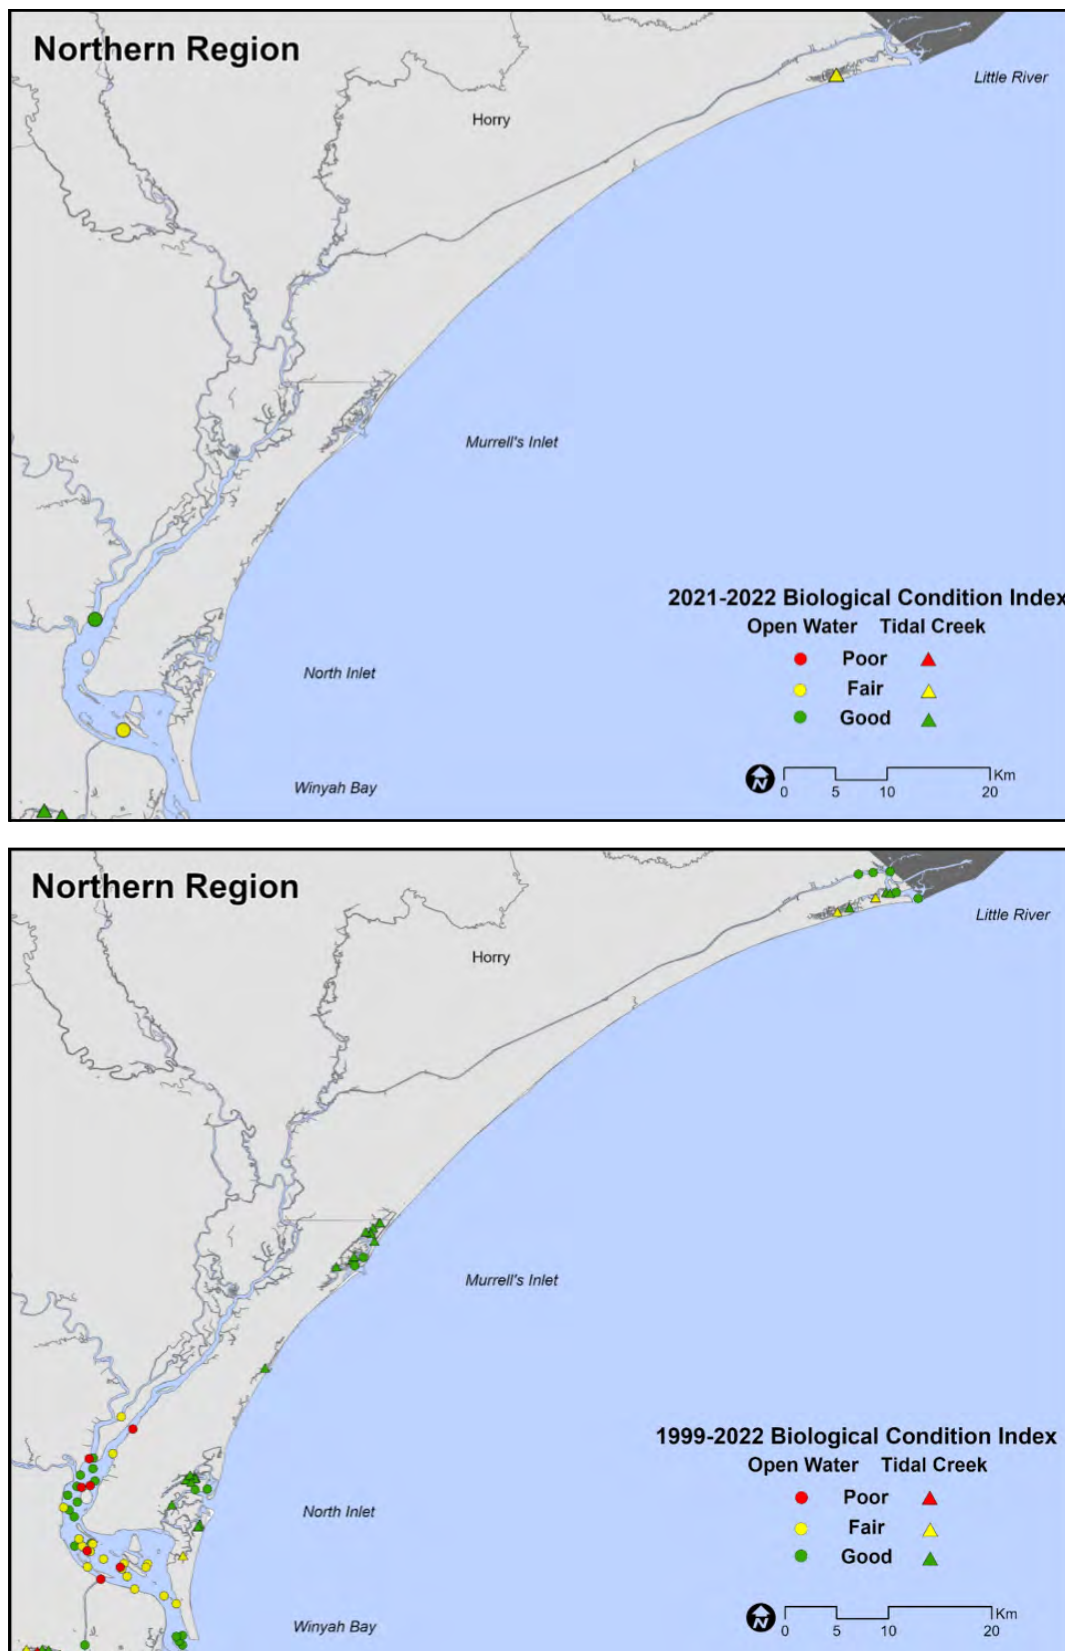 Northern Region
Little River
Horry
Murrell's Inlet
2021-2022 Biological Condition Index
Open Water Tidal Creek
Poor
North Inlet
Fair
Good
N
Km
0 5 10 20
Winyah Bay
Northern Region
Little River
Horry
Murrell's Inlet
1999-2022 Biological Condition Index
Open Water Tidal Creek
Poor
North Inlet
Fair
Good
N
Km
0 5 10 20
Winyah Bay